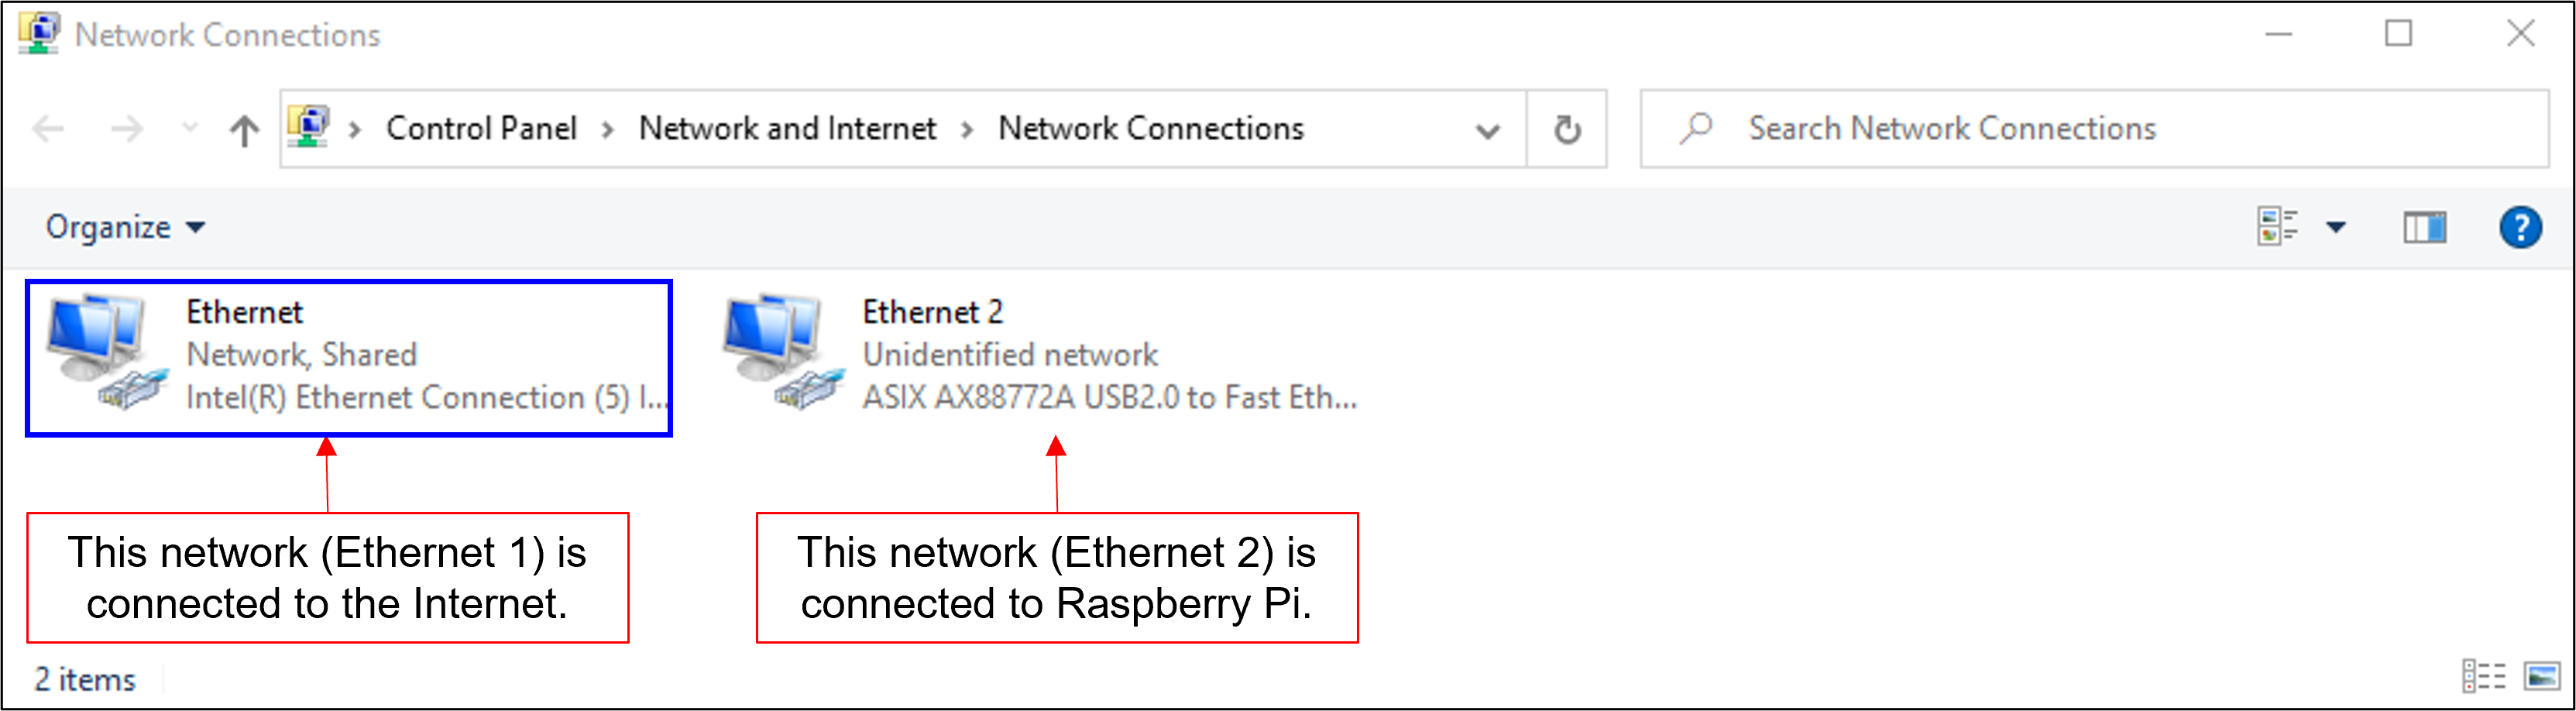 Network Connections
Control Panel > Network and Internet > Network Connections
Search Network Connections
Organize
?
Ethernet
Network, Shared
Intel(R) Ethernet Connection (5) I...
Ethernet 2
Unidentified network
ASIX AX88772A USB2.0 to Fast Eth...
This network (Ethernet 1) is
connected to the Internet.
This network (Ethernet 2) is
connected to Raspberry Pi.
2 items